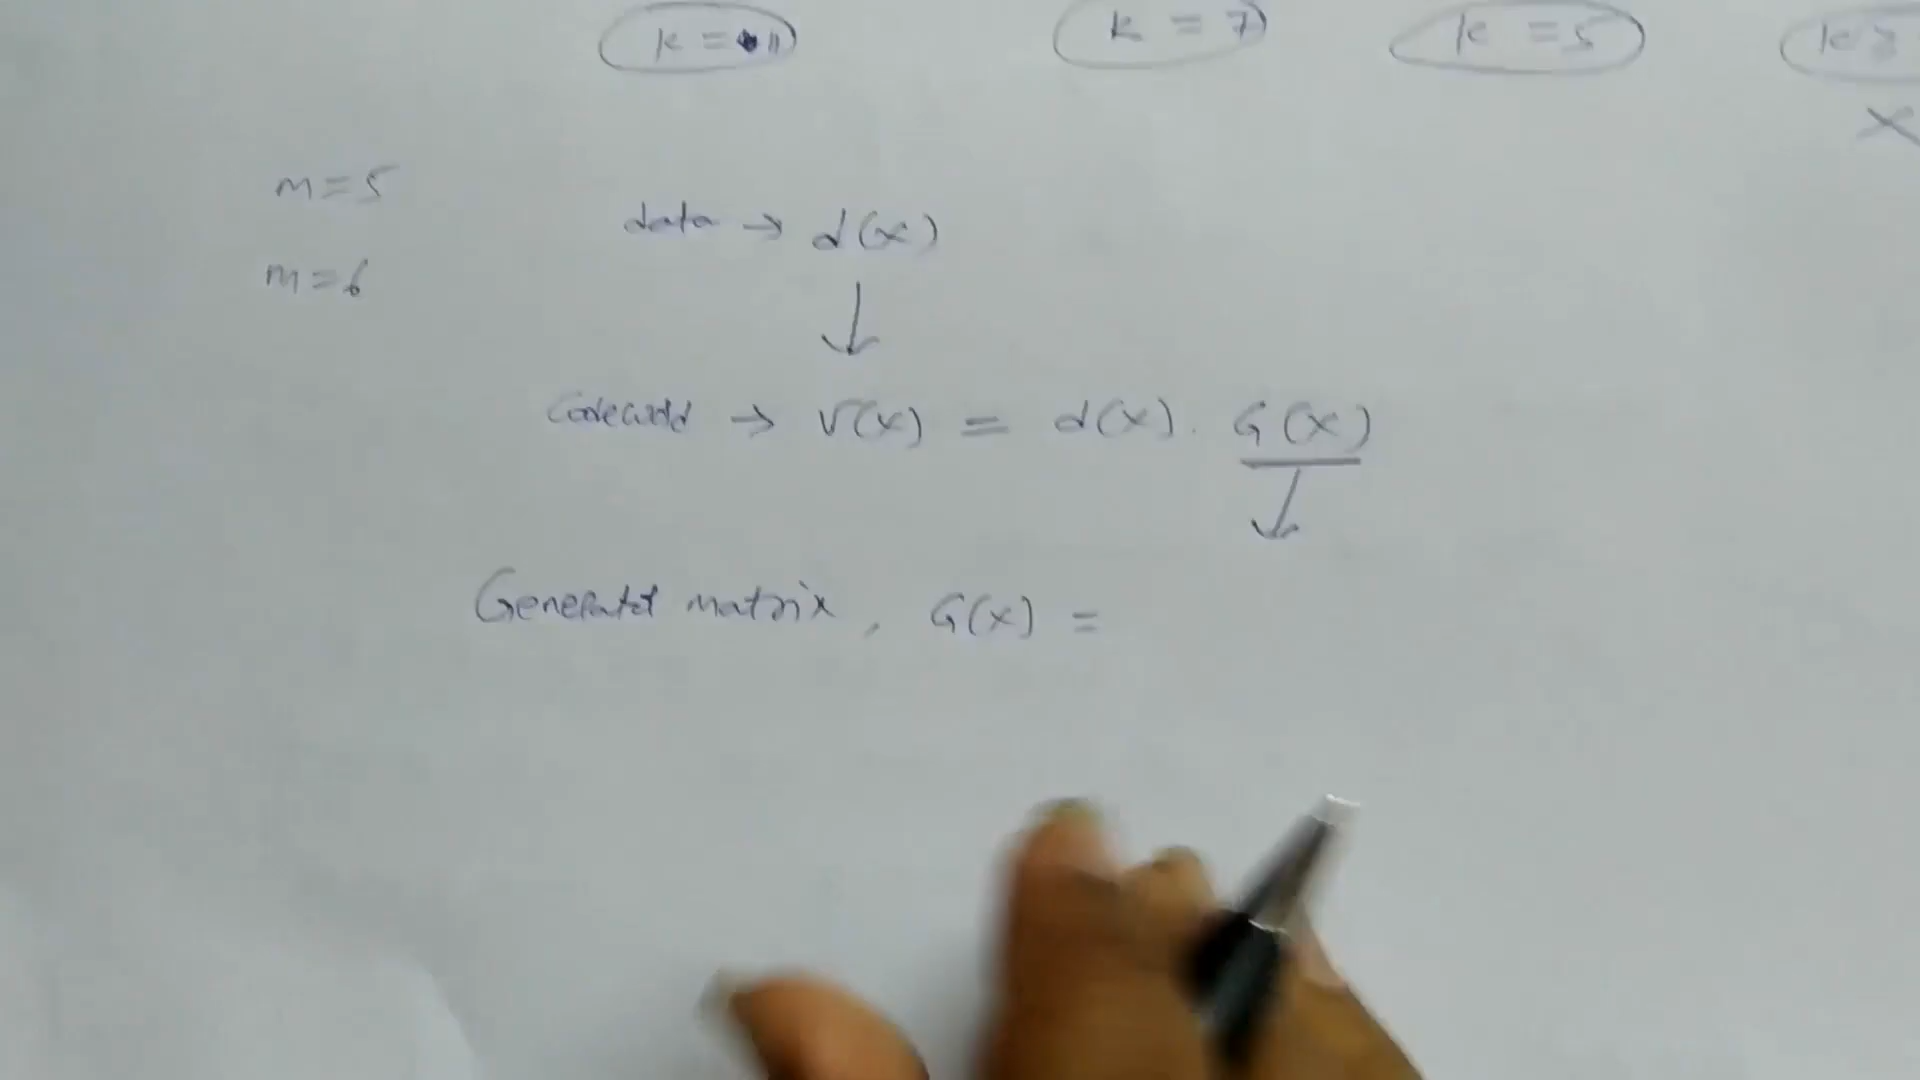 k = 11 k = 7 k = 5
m=5
data → d(x)
m=6
Codeword → V(x) = d(x). G(x)
Generator matrix, G(x) =